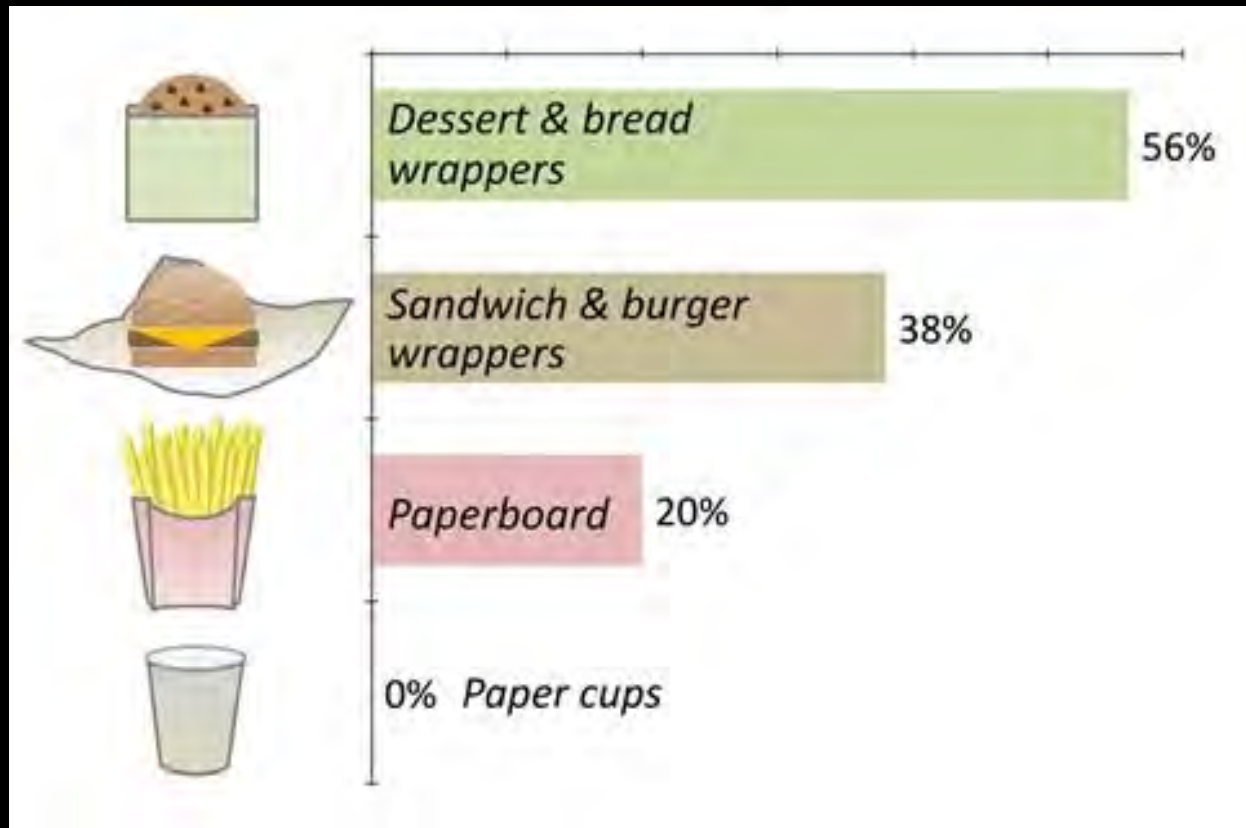 Dessert & bread
wrappers
56%
Sandwich & burger
wrappers
38%
Paperboard
20%
0% Paper cups